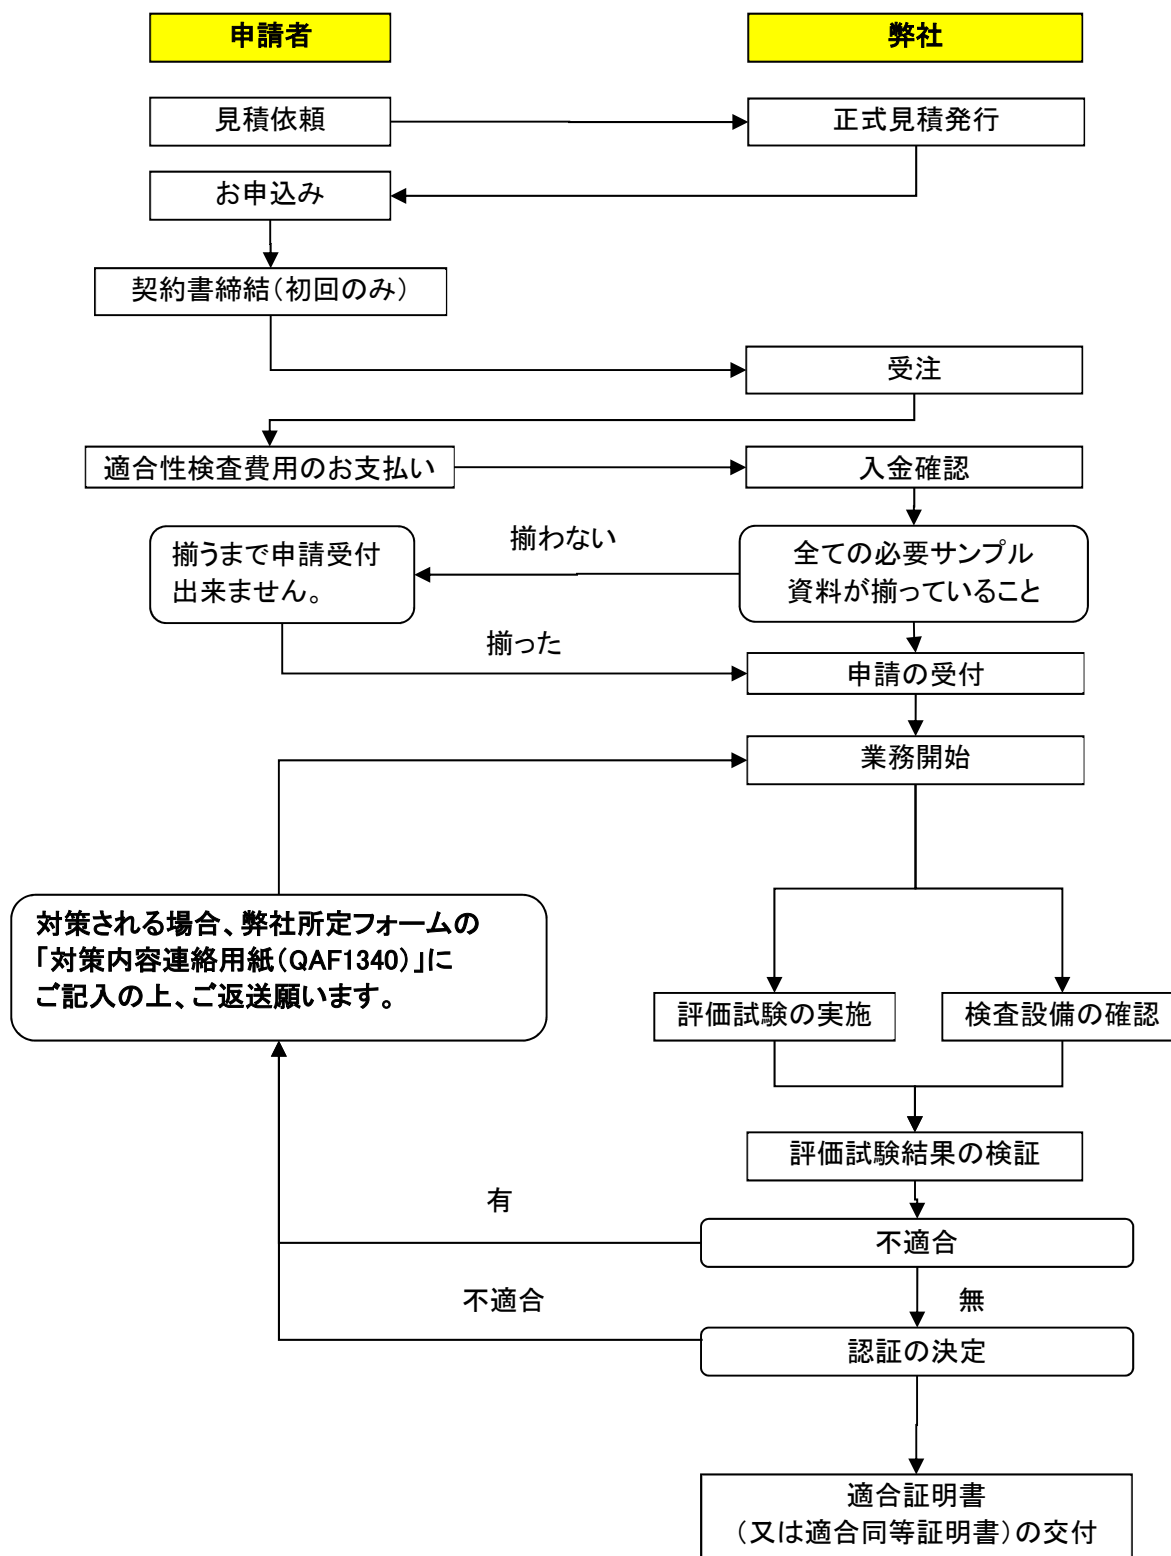 申請者
弊社
見積依頼
正式見積発行
お申込み
契約書締結(初回のみ)
受注
適合性検査費用のお支払い
入金確認
揃うまで申請受付
出来ません。
揃わない
全ての必要サンプル
資料が揃っていること
揃った
申請の受付
業務開始
対策される場合、弊社所定フォームの
「対策内容連絡用紙(QAF1340)」に
ご記入の上、ご返送願います。
評価試験の実施
検査設備の確認
評価試験結果の検証
有
不適合
不適合
無
認証の決定
適合証明書
(又は適合同等証明書)の交付